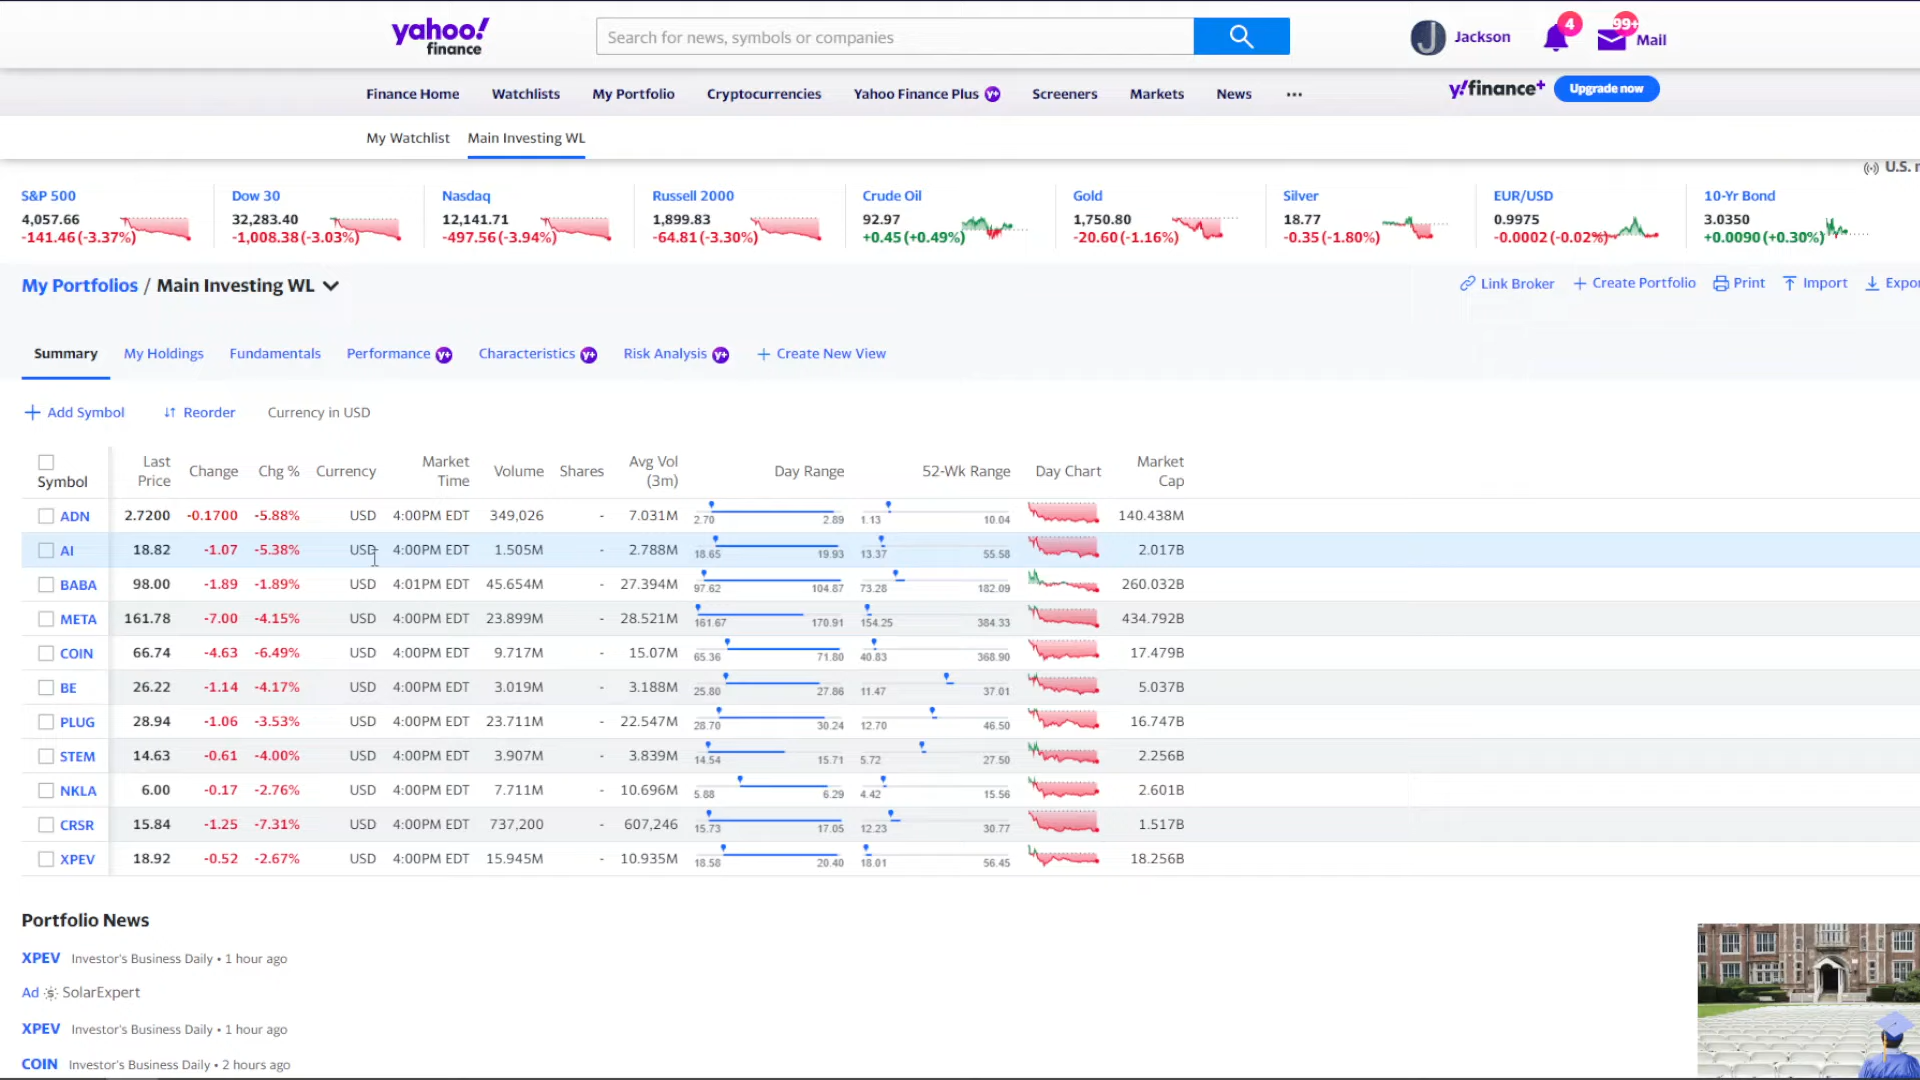 yahoo!
finance
Search for news, symbols or companies
J
Jackson
4
99+
Mail
Finance Home
Watchlists
My Portfolio
Cryptocurrencies
Yahoo Finance Plus y+
Screeners
Markets
News
...
y!finance+
Upgrade now
My Watchlist
Main Investing WL
U.S.
S&P 500
4,057.66
-141.46 (-3.37%)
Dow 30
32,283.40
-1,008.38 (-3.03%)
Nasdaq
12,141.71
-497.56 (-3.94%)
Russell 2000
1,899.83
-64.81 (-3.30%)
Crude Oil
92.97
+0.45 (+0.49%)
Gold
1,750.80
-20.60 (-1.16%)
Silver
18.77
-0.35 (-1.80%)
EUR/USD
0.9975
-0.0002 (-0.02%)
10-Yr Bond
3.0350
+0.0090 (+0.30%)
My Portfolios / Main Investing WL
Link Broker
+ Create Portfolio
Print
Import
Expor
Summary
My Holdings
Fundamentals
Performance y+
Characteristics y+
Risk Analysis y+
+ Create New View
+ Add Symbol
Reorder
Currency in USD
Symbol Last Price Change Chg % Currency Market Time Volume Shares Avg Vol (3m) Day Range 52-Wk Range Day Chart Market Cap
ADN 2.7200 -0.1700 -5.88% USD 4:00PM EDT 349,026 - 7.031M 2.70 2.89 1.13 10.04 140.438M
AI 18.82 -1.07 -5.38% USD 4:00PM EDT 1.505M - 2.788M 18.65 19.93 13.37 55.58 2.017B
BABA 98.00 -1.89 -1.89% USD 4:01PM EDT 45.654M - 27.394M 97.62 104.87 73.28 182.09 260.032B
META 161.78 -7.00 -4.15% USD 4:00PM EDT 23.899M - 28.521M 161.67 170.91 154.25 384.33 434.792B
COIN 66.74 -4.63 -6.49% USD 4:00PM EDT 9.717M - 15.07M 65.36 71.80 40.83 368.90 17.479B
BE 26.22 -1.14 -4.17% USD 4:00PM EDT 3.019M - 3.188M 25.80 27.86 11.47 37.01 5.037B
PLUG 28.94 -1.06 -3.53% USD 4:00PM EDT 23.711M - 22.547M 28.70 30.24 12.70 46.50 16.747B
STEM 14.63 -0.61 -4.00% USD 4:00PM EDT 3.907M - 3.839M 14.54 15.71 5.72 27.50 2.256B
NKLA 6.00 -0.17 -2.76% USD 4:00PM EDT 7.711M - 10.696M 5.88 6.29 4.42 15.56 2.601B
CRSR 15.84 -1.25 -7.31% USD 4:00PM EDT 737,200 - 607,246 15.73 17.05 12.23 30.77 1.517B
XPEV 18.92 -0.52 -2.67% USD 4:00PM EDT 15.945M - 10.935M 18.58 20.40 18.01 56.45 18.256B
Portfolio News
XPEV Investor's Business Daily • 1 hour ago
Ad SolarExpert
XPEV Investor's Business Daily • 1 hour ago
COIN Investor's Business Daily • 2 hours ago